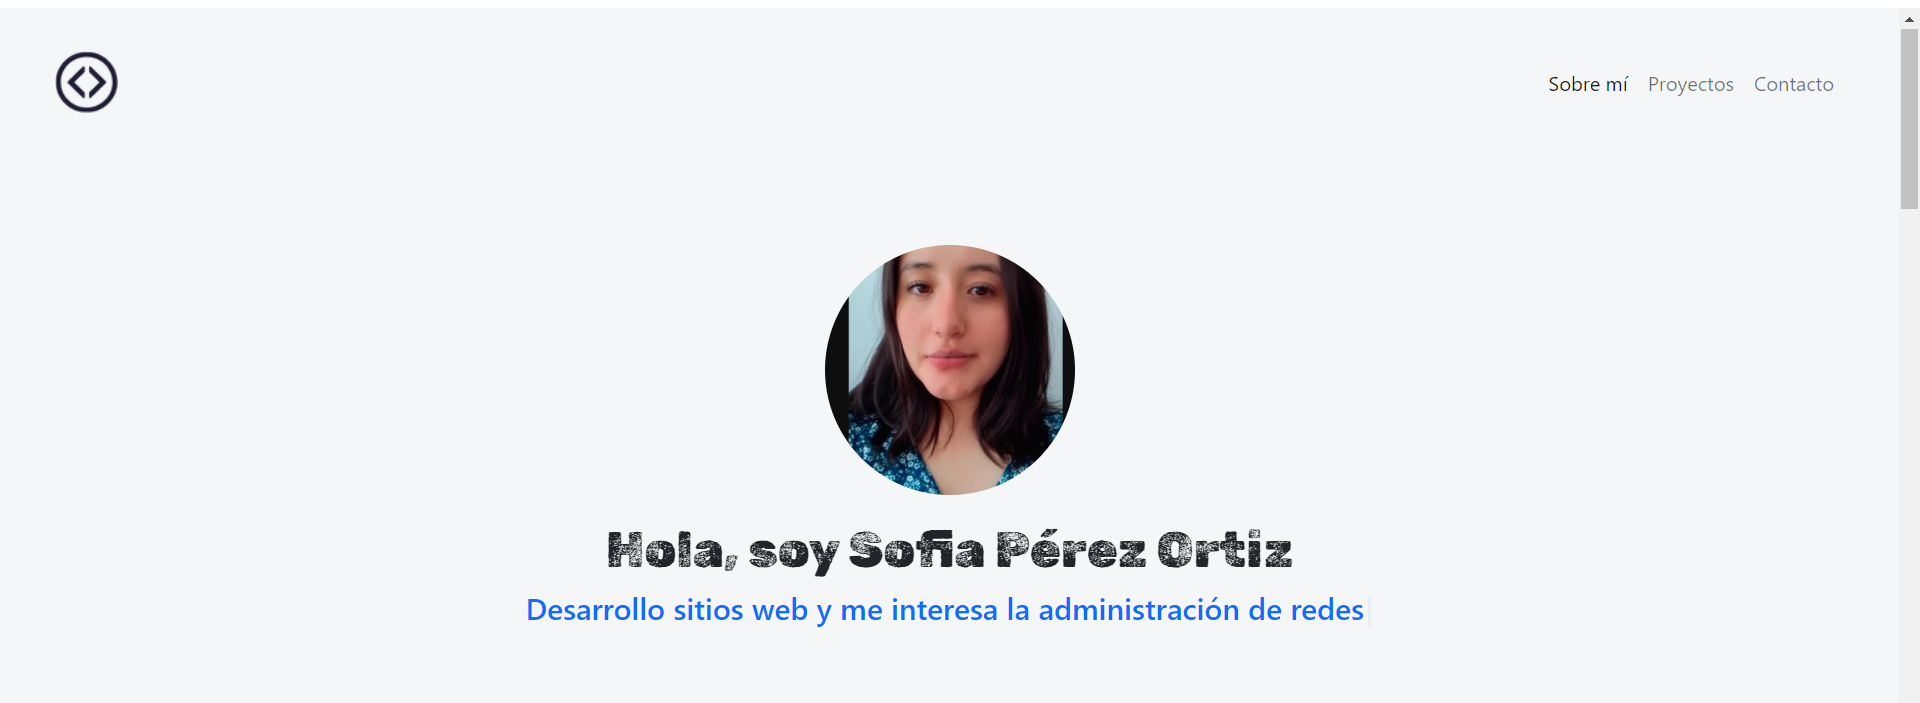 Sobre mí Proyectos Contacto
Hola, soy Sofia Pérez Ortiz
Desarrollo sitios web y me interesa la administración de redes